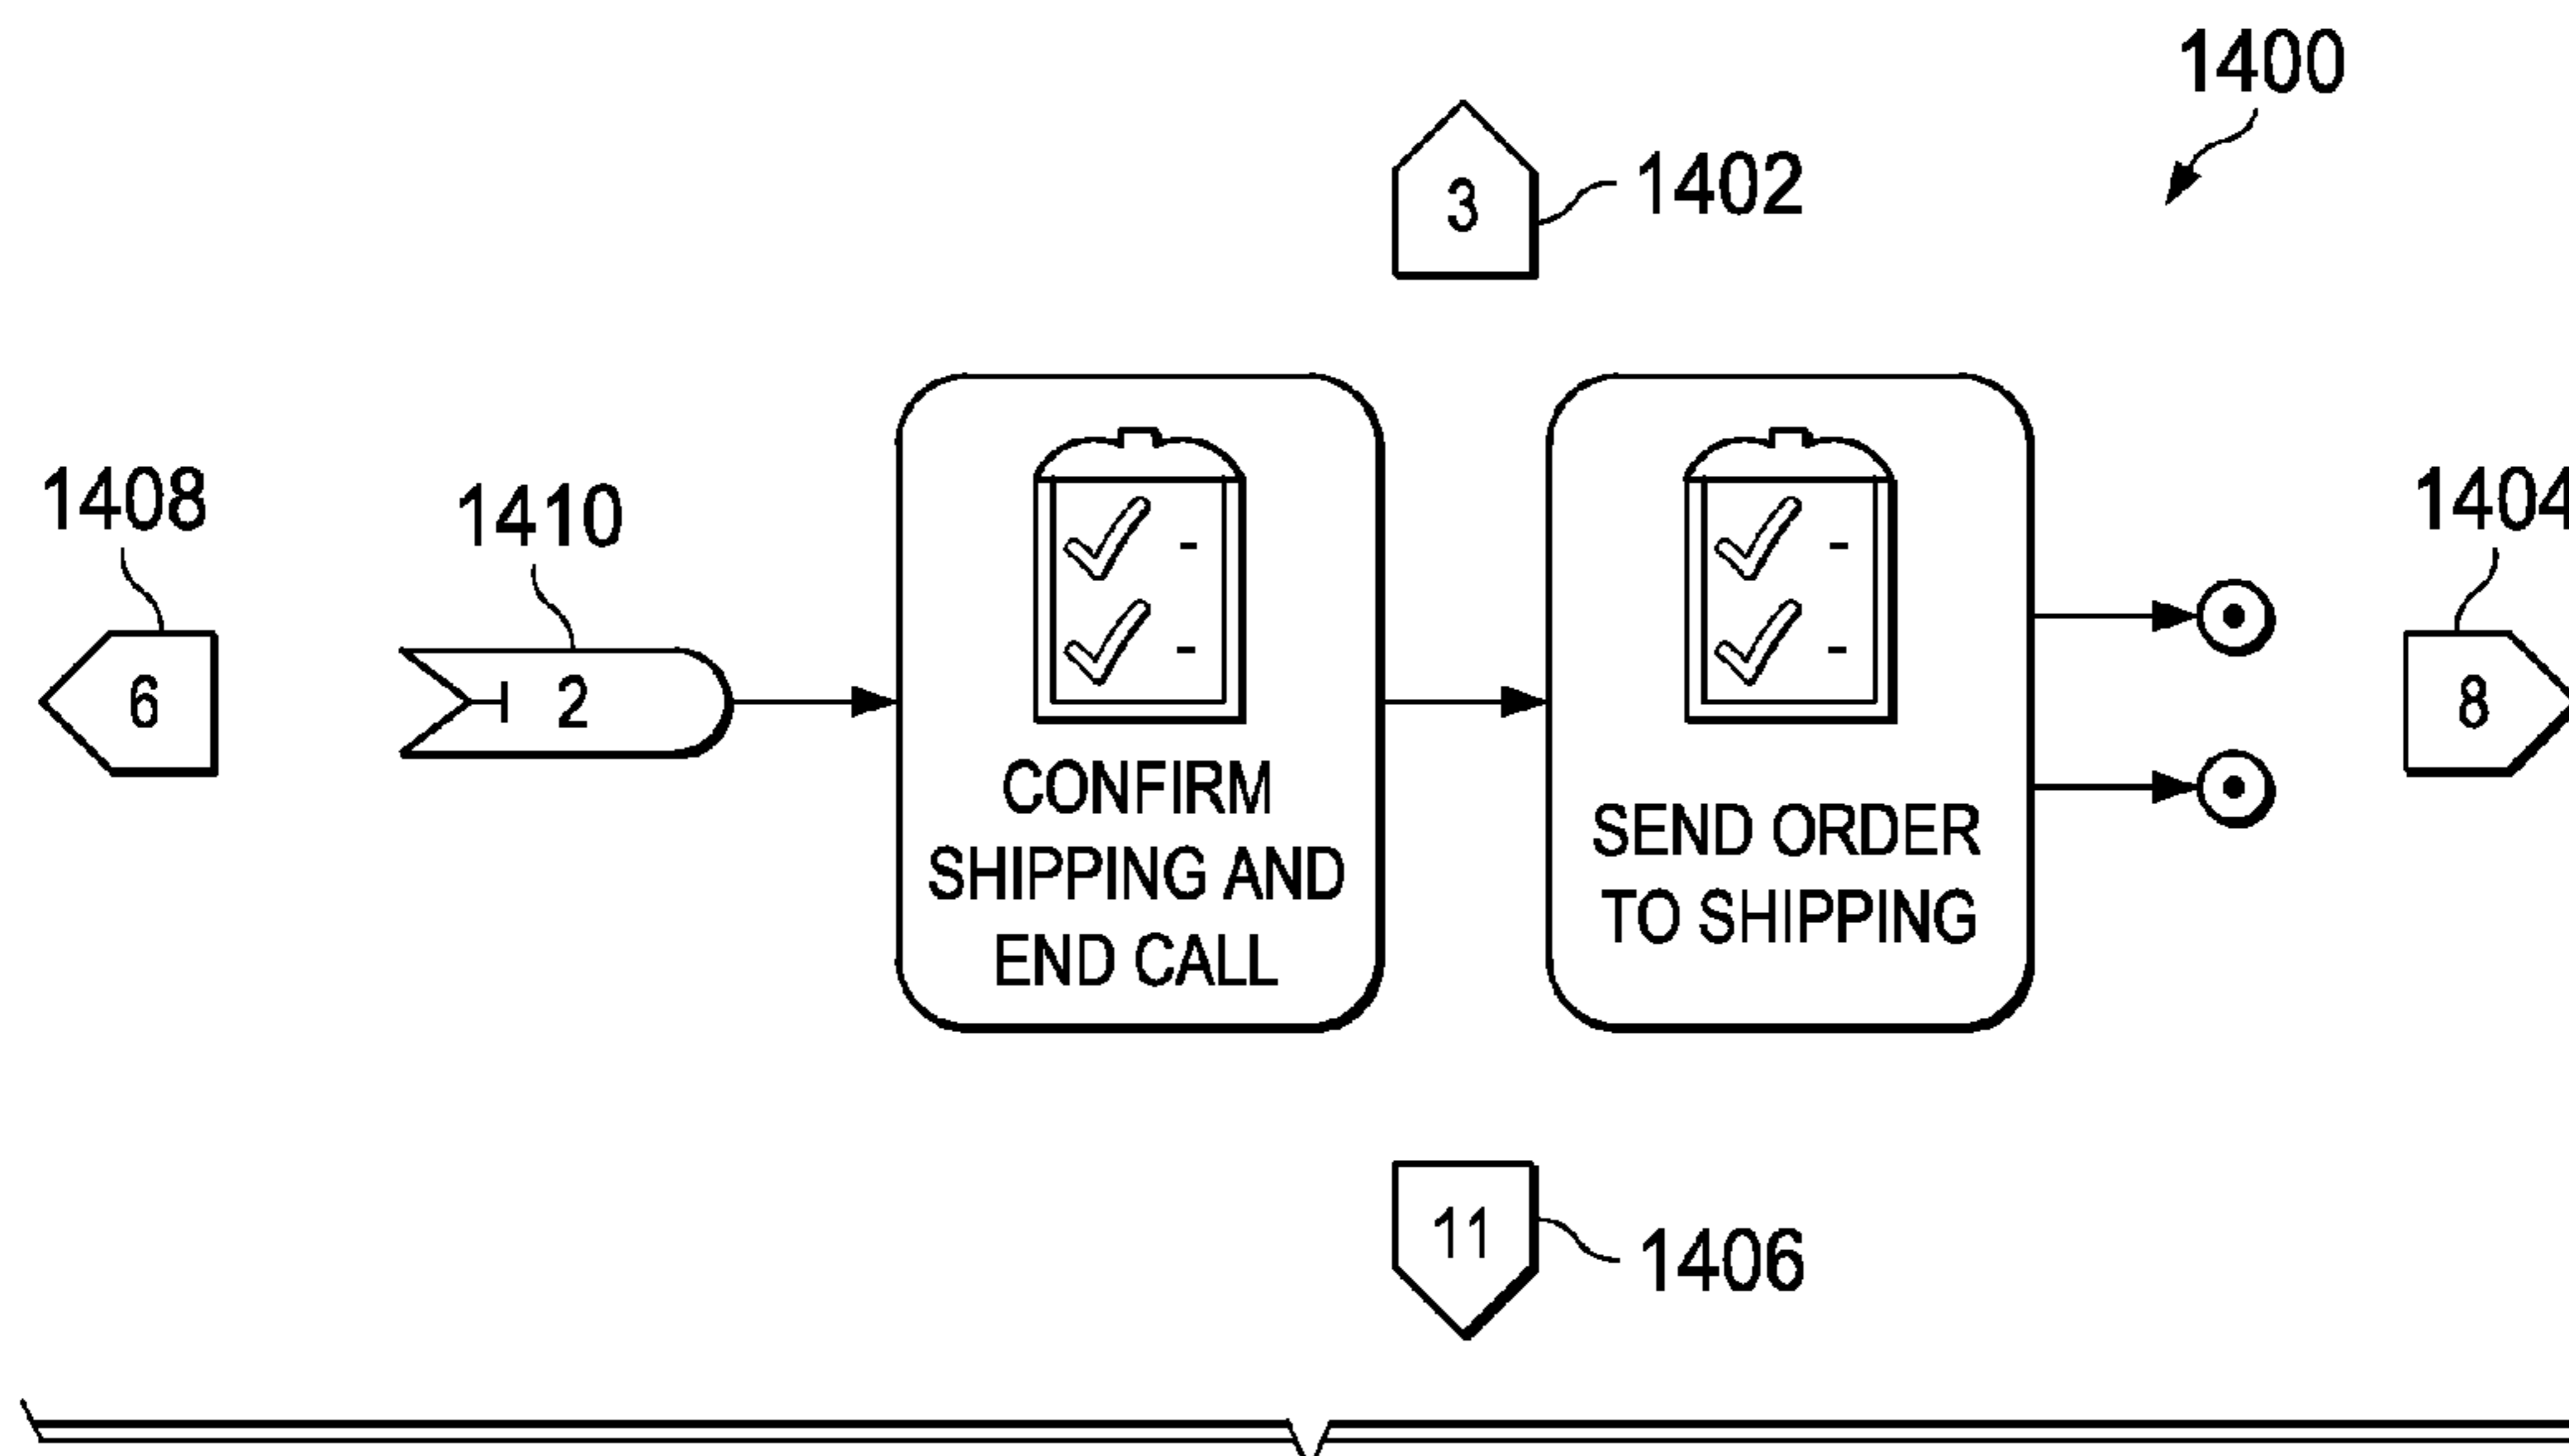 1400
3
1402
1408
1410
1404
6
2
8
CONFIRM
SHIPPING AND
END CALL
SEND ORDER
TO SHIPPING
11
1406